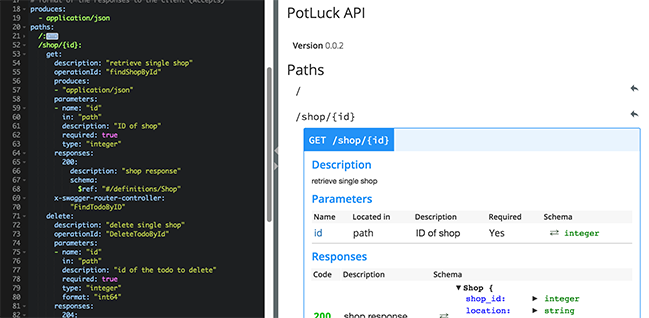 17 # format of the responses to the client (Accepts)
18 produces:
19 - application/json
20 paths:
21 /:
52 /shop/{id}:
53 get:
54 description: "retrieve single shop"
55 operationId: "findShopById"
56 produces:
57 - "application/json"
58 parameters:
59 - name: "id"
60 in: "path"
61 description: "ID of shop"
62 required: true
63 type: "integer"
64 responses:
65 200:
66 description: "shop response"
67 schema:
68 $ref: "#/definitions/Shop"
69 x-swagger-router-controller:
70 "FindTodoByID"
71 delete:
72 description: "delete single shop"
73 operationId: "DeleteTodoById"
74 parameters:
75 - name: "id"
76 in: "path"
77 description: "id of the todo to delete"
78 required: true
79 type: "integer"
80 format: "int64"
81 responses:
82 204:
PotLuck API
Version 0.0.2
Paths
/
/shop/{id}
GET /shop/{id}
Description
retrieve single shop
Parameters
Name Located in Description Required Schema
id path ID of shop Yes ⇄ integer
Responses
Code Description Schema
▼Shop {
shop_id: ▶ integer
200 shop response ⇄ location: ▶ string